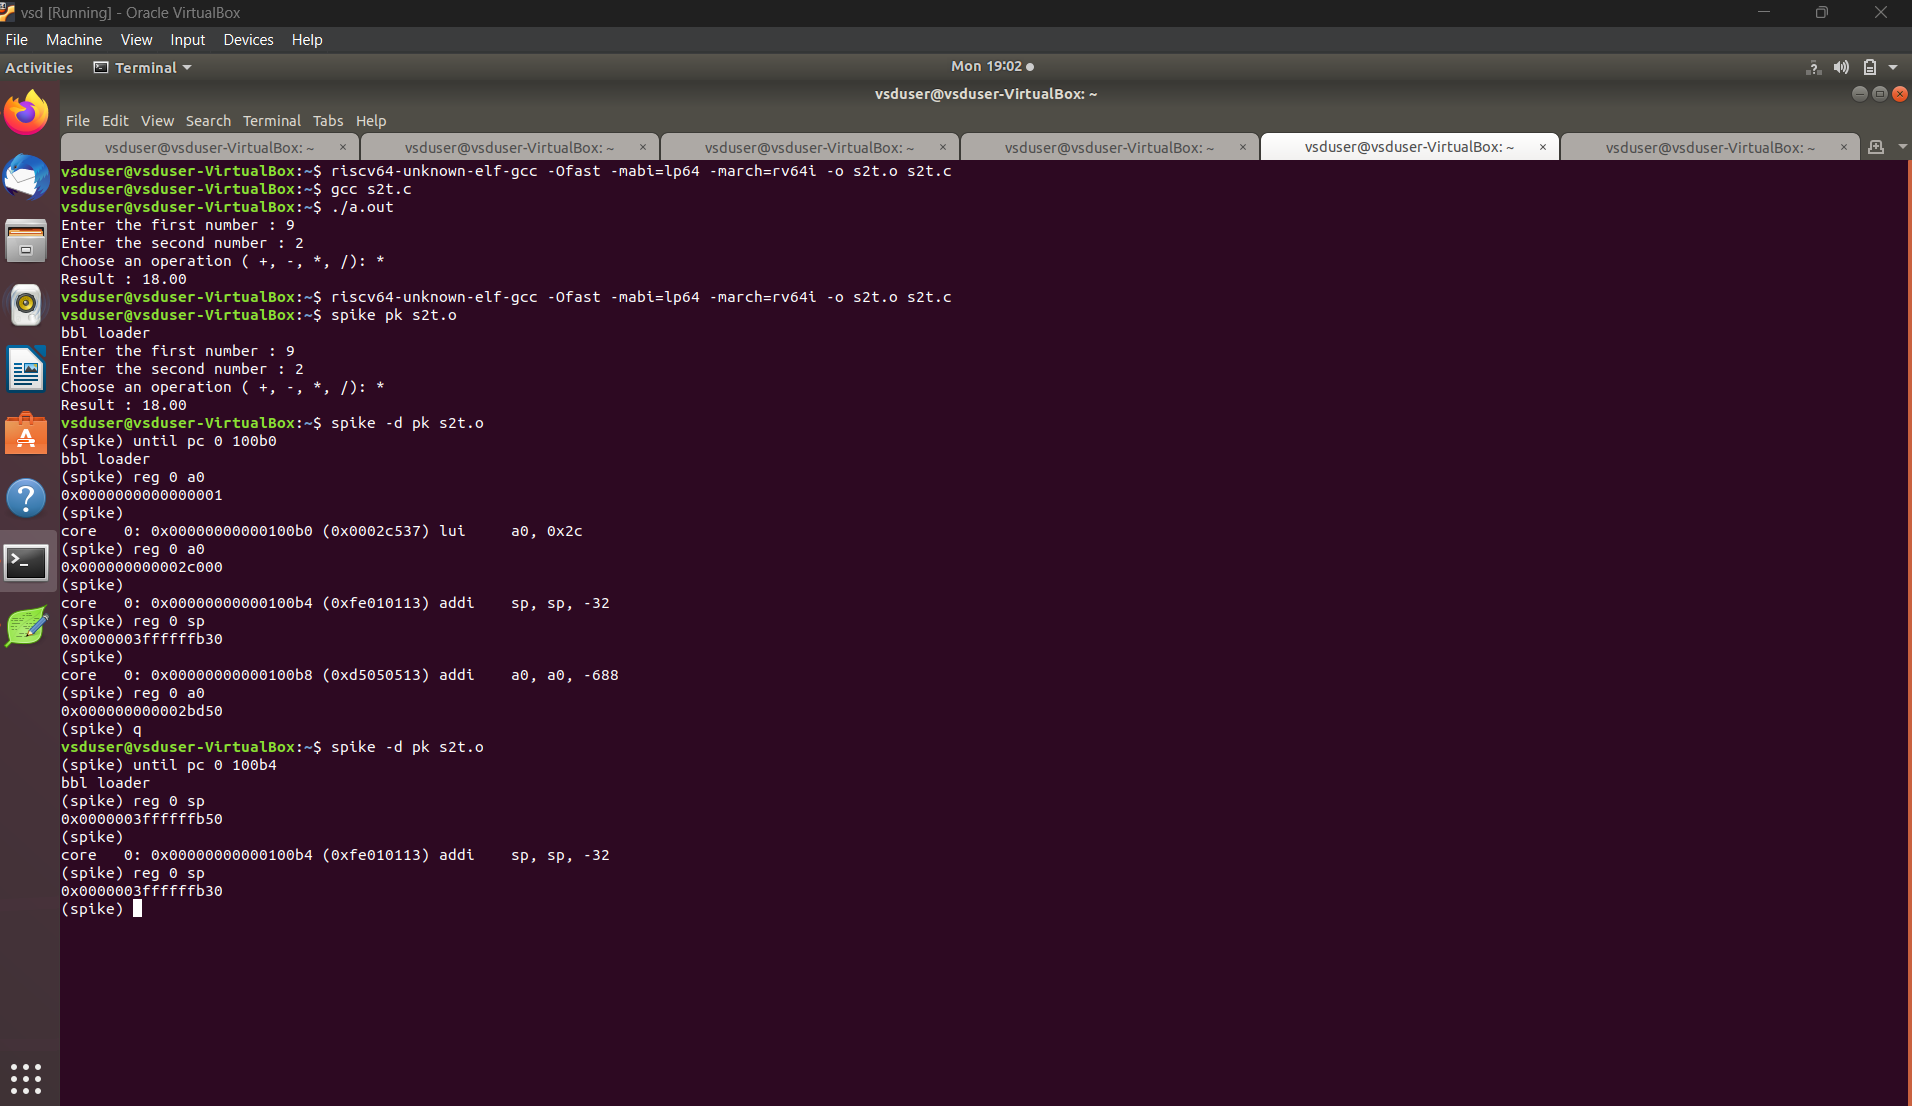 vsd [Running] - Oracle VirtualBox
File Machine View Input Devices Help
Activities Terminal Mon 19:02
vsduser@vsduser-VirtualBox: ~
File Edit View Search Terminal Tabs Help
vsduser@vsduser-VirtualBox: ~ × vsduser@vsduser-VirtualBox: ~ × vsduser@vsduser-VirtualBox: ~ × vsduser@vsduser-VirtualBox: ~ × vsduser@vsduser-VirtualBox: ~ × vsduser@vsduser-VirtualBox: ~ ×
vsduser@vsduser-VirtualBox:~$ riscv64-unknown-elf-gcc -Ofast -mabi=lp64 -march=rv64i -o s2t.o s2t.c
vsduser@vsduser-VirtualBox:~$ gcc s2t.c
vsduser@vsduser-VirtualBox:~$ ./a.out
Enter the first number : 9
Enter the second number : 2
Choose an operation ( +, -, *, /): *
Result : 18.00
vsduser@vsduser-VirtualBox:~$ riscv64-unknown-elf-gcc -Ofast -mabi=lp64 -march=rv64i -o s2t.o s2t.c
vsduser@vsduser-VirtualBox:~$ spike pk s2t.o
bbl loader
Enter the first number : 9
Enter the second number : 2
Choose an operation ( +, -, *, /): *
Result : 18.00
vsduser@vsduser-VirtualBox:~$ spike -d pk s2t.o
(spike) until pc 0 100b0
bbl loader
(spike) reg 0 a0
0x0000000000000001
(spike)
core   0: 0x00000000000100b0 (0x0002c537) lui     a0, 0x2c
(spike) reg 0 a0
0x000000000002c000
(spike)
core   0: 0x00000000000100b4 (0xfe010113) addi    sp, sp, -32
(spike) reg 0 sp
0x0000003ffffffb30
(spike)
core   0: 0x00000000000100b8 (0xd5050513) addi    a0, a0, -688
(spike) reg 0 a0
0x000000000002bd50
(spike) q
vsduser@vsduser-VirtualBox:~$ spike -d pk s2t.o
(spike) until pc 0 100b4
bbl loader
(spike) reg 0 sp
0x0000003ffffffb50
(spike)
core   0: 0x00000000000100b4 (0xfe010113) addi    sp, sp, -32
(spike) reg 0 sp
0x0000003ffffffb30
(spike)